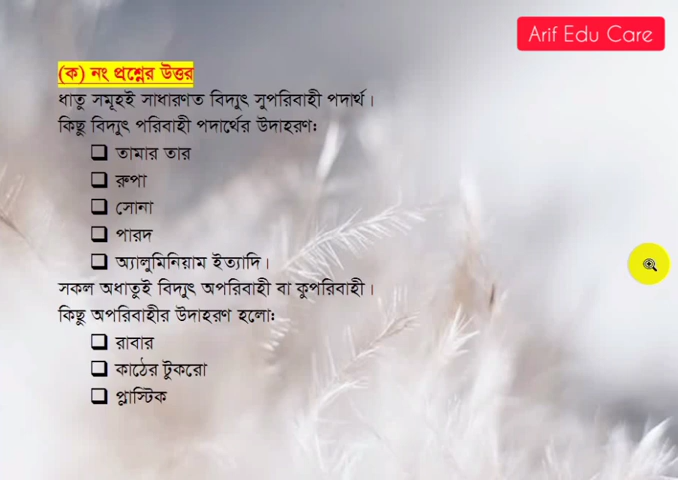 Arif Edu Care
(ক) নং প্রশ্নের উত্তর
ধাতু সমূহই সাধারণত বিদ্যুৎ সুপরিবাহী পদার্থ।
কিছু বিদ্যুৎ পরিবাহী পদার্থের উদাহরণ:
❑ তামার তার
❑ রুপা
❑ সোনা
❑ পারদ
❑ অ্যালুমিনিয়াম ইত্যাদি।
সকল অধাতুই বিদ্যুৎ অপরিবাহী বা কুপরিবাহী।
কিছু অপরিবাহীর উদাহরণ হলো:
❑ রাবার
❑ কাঠের টুকরো
❑ প্লাস্টিক